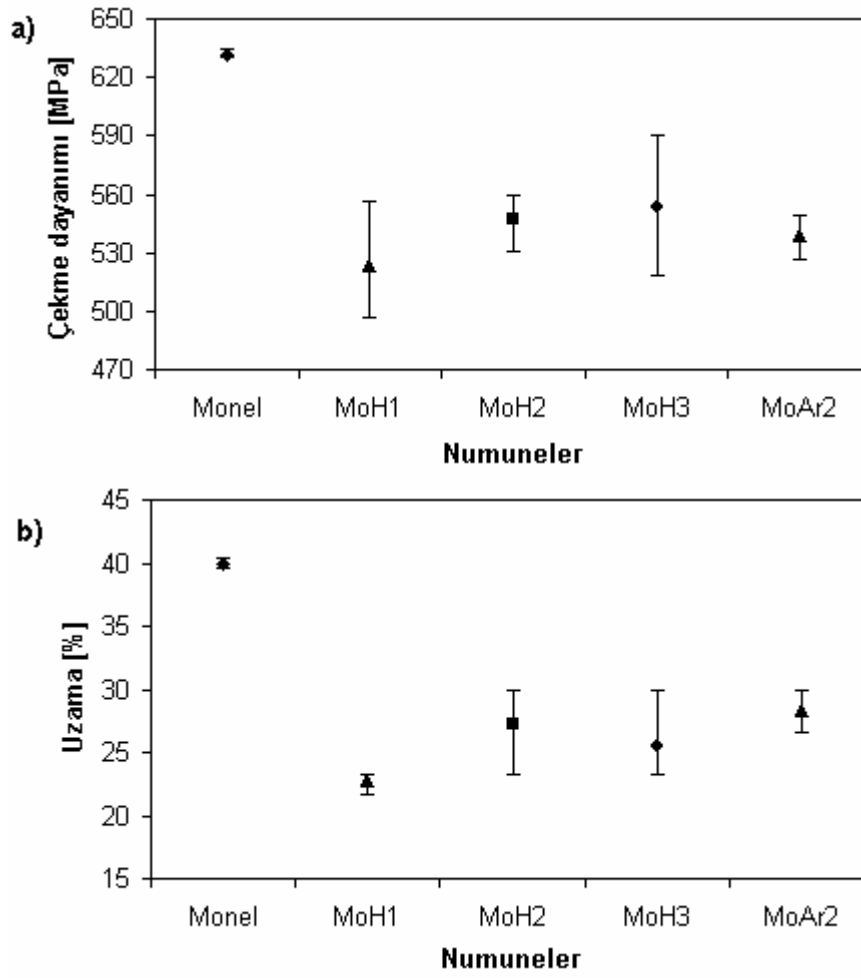 a)
Çekme dayanımı [MPa]
650
620
590
560
530
500
470
Monel MoH1 MoH2 MoH3 MoAr2
Numuneler
b)
Uzama [%]
45
40
35
30
25
20
15
Monel MoH1 MoH2 MoH3 MoAr2
Numuneler